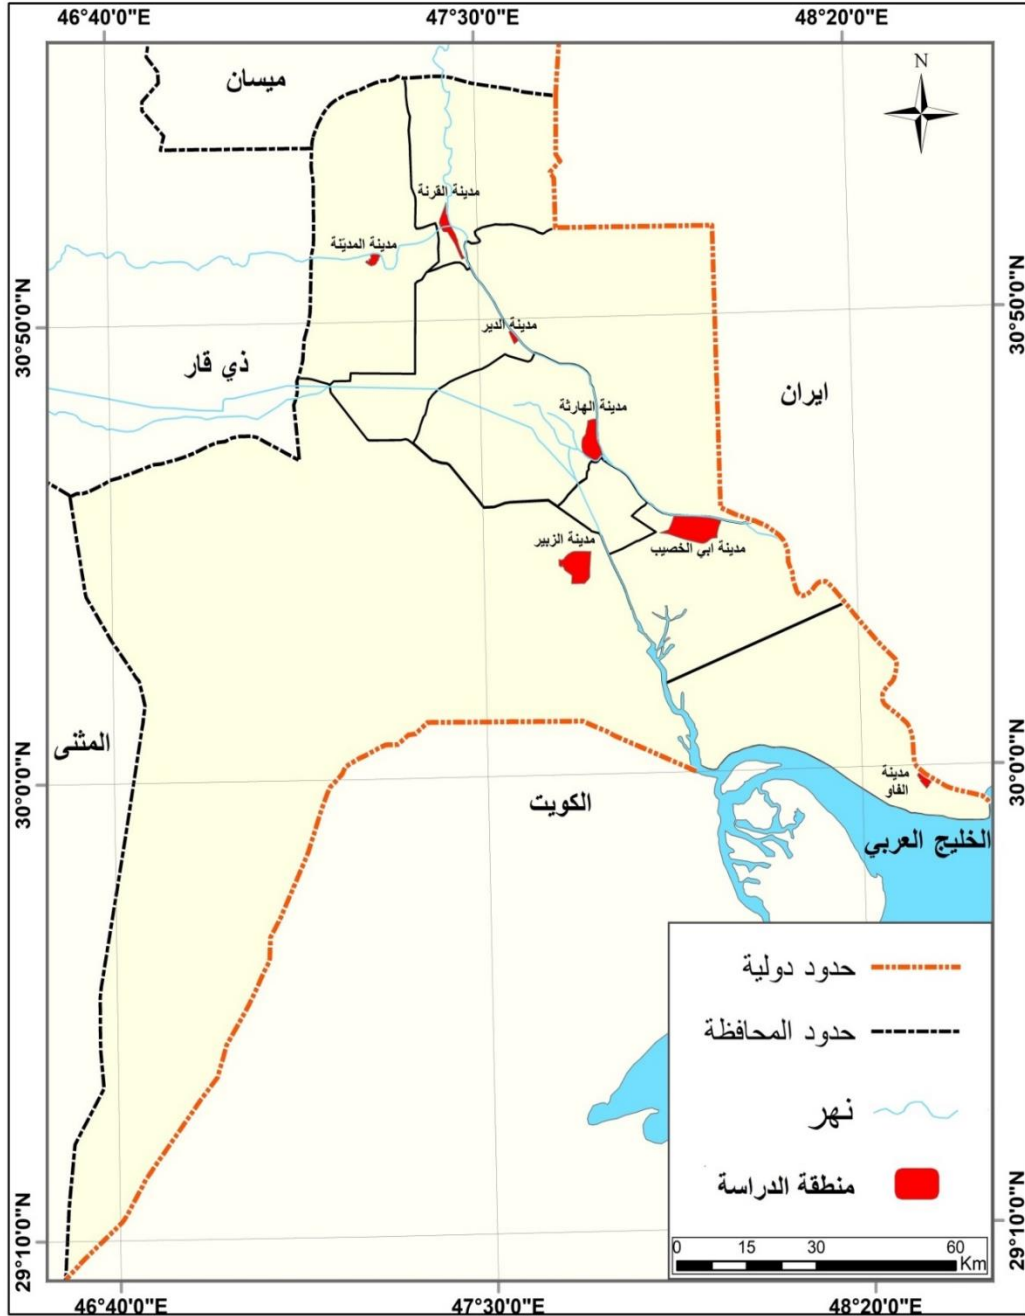 46°40'0"E
47°30'0"E
48°20'0"E
N
ميسان
مدينة القرنة
مدينة المديّنة
30°50'0"N
30°50'0"N
مدينة الدير
ذي قار
ايران
مدينة الهارثة
مدينة الزبير
مدينة ابي الخصيب
المثنى
30°0'0"N
30°0'0"N
الكويت
مدينة
الفاو
الخليج العربي
حدود دولية
حدود المحافظة
نهر
منطقة الدراسة
0 15 30 60
Km
29°10'0"N
29°10'0"N
46°40'0"E
47°30'0"E
48°20'0"E